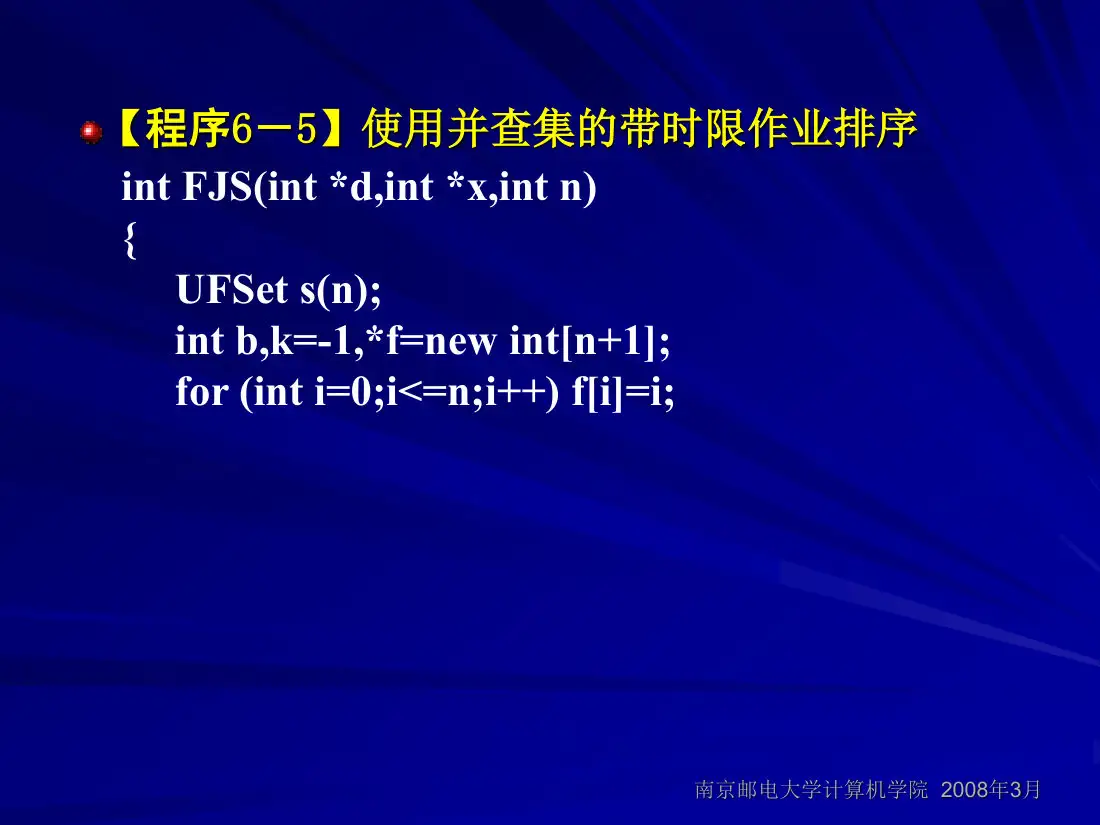 【程序6－5】使用并查集的带时限作业排序
int FJS(int *d,int *x,int n)
{
UFSet s(n);
int b,k=-1,*f=new int[n+1];
for (int i=0;i<=n;i++) f[i]=i;
南京邮电大学计算机学院 2008年3月